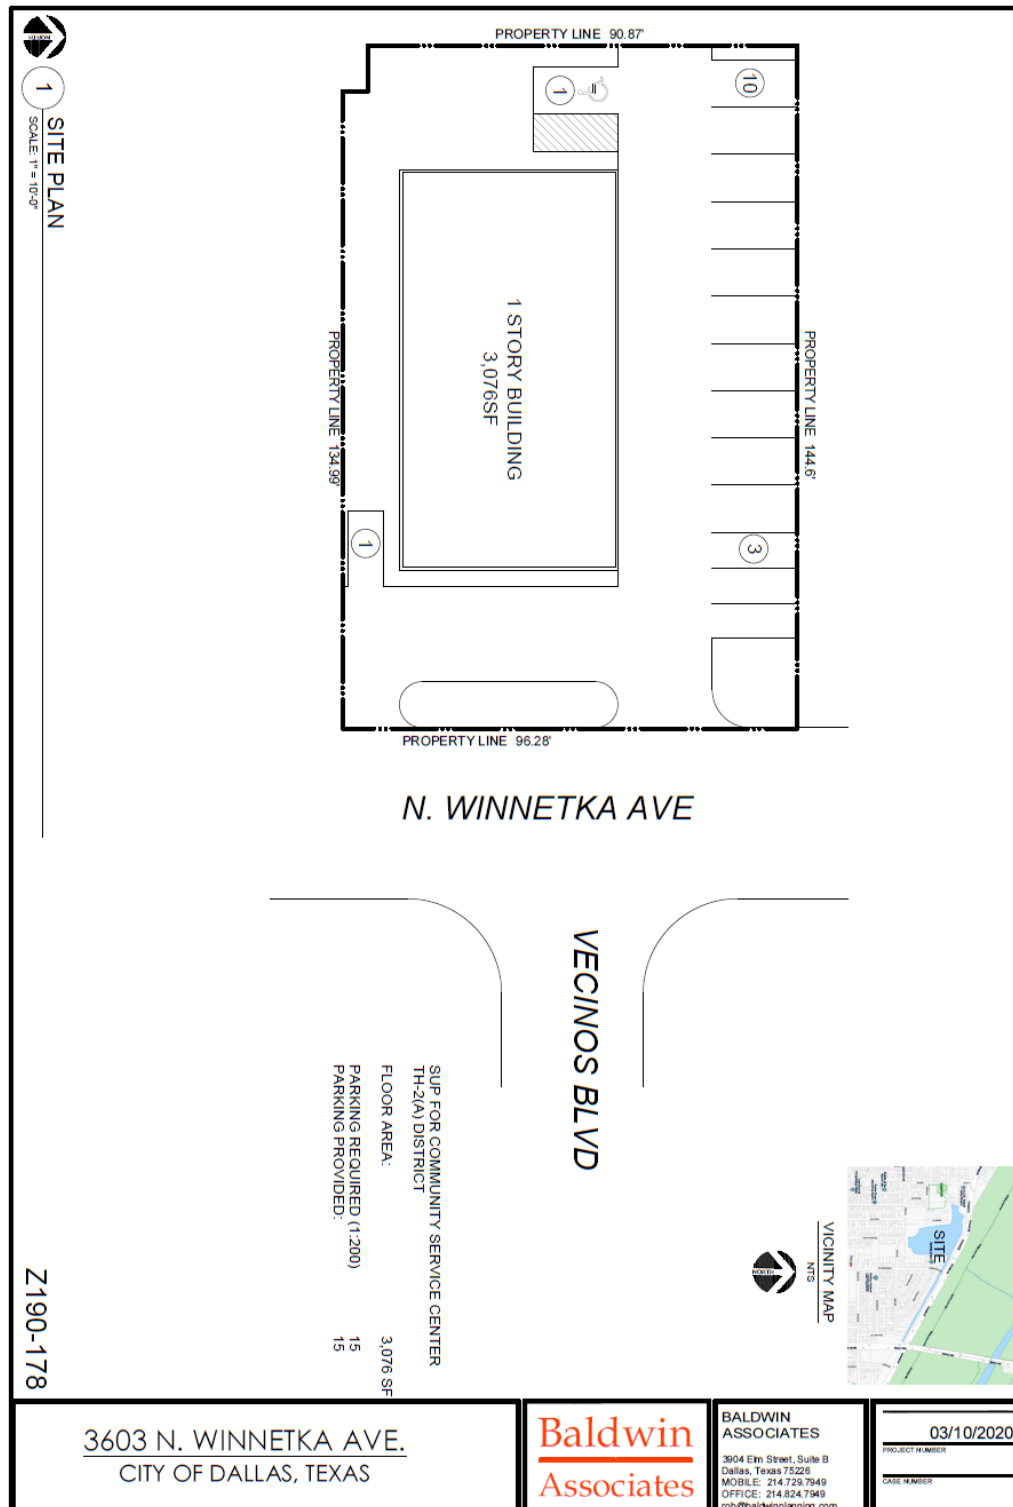 PROPERTY LINE 90.87'
NORTH
1
SITE PLAN
SCALE: 1" = 10'-0"
1
10
1 STORY BUILDING
3,076SF
PROPERTY LINE 134.99'
PROPERTY LINE 144.6'
1
3
PROPERTY LINE 96.28'
N. WINNETKA AVE
VECINOS BLVD
SUP FOR COMMUNITY SERVICE CENTER
TH-2(A) DISTRICT
FLOOR AREA: 3,076 SF
PARKING REQUIRED (1:200) 15
PARKING PROVIDED: 15
SITE
VICINITY MAP
NTS
NORTH
Z190-178
3603 N. WINNETKA AVE.
CITY OF DALLAS, TEXAS
Baldwin
Associates
BALDWIN
ASSOCIATES
3904 Elm Street, Suite B
Dallas, Texas 75226
MOBILE: 214.729.7949
OFFICE: 214.824.7949
rob@baldwinplanning.com
03/10/2020
PROJECT NUMBER
CASE NUMBER